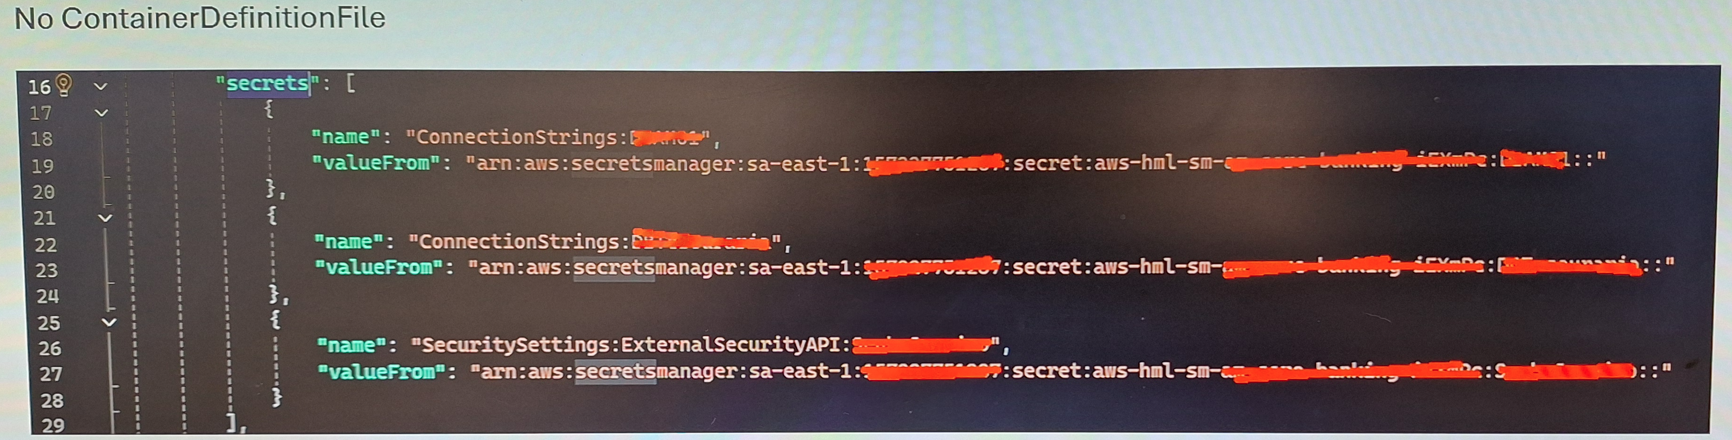 No ContainerDefinitionFile
16 "secrets": [
17 {
18 "name": "ConnectionStrings:
19 "valueFrom": "arn:aws:secretsmanager:sa-east-1: :secret:aws-hml-sm- ::"
20 },
21 {
22 "name": "ConnectionStrings: ",
23 "valueFrom": "arn:aws:secretsmanager:sa-east-1: :secret:aws-hml-sm- ::"
24 },
25 {
26 "name": "SecuritySettings:ExternalSecurityAPI: ",
27 "valueFrom": "arn:aws:secretsmanager:sa-east-1: :secret:aws-hml-sm- ::"
28 }
29 ],